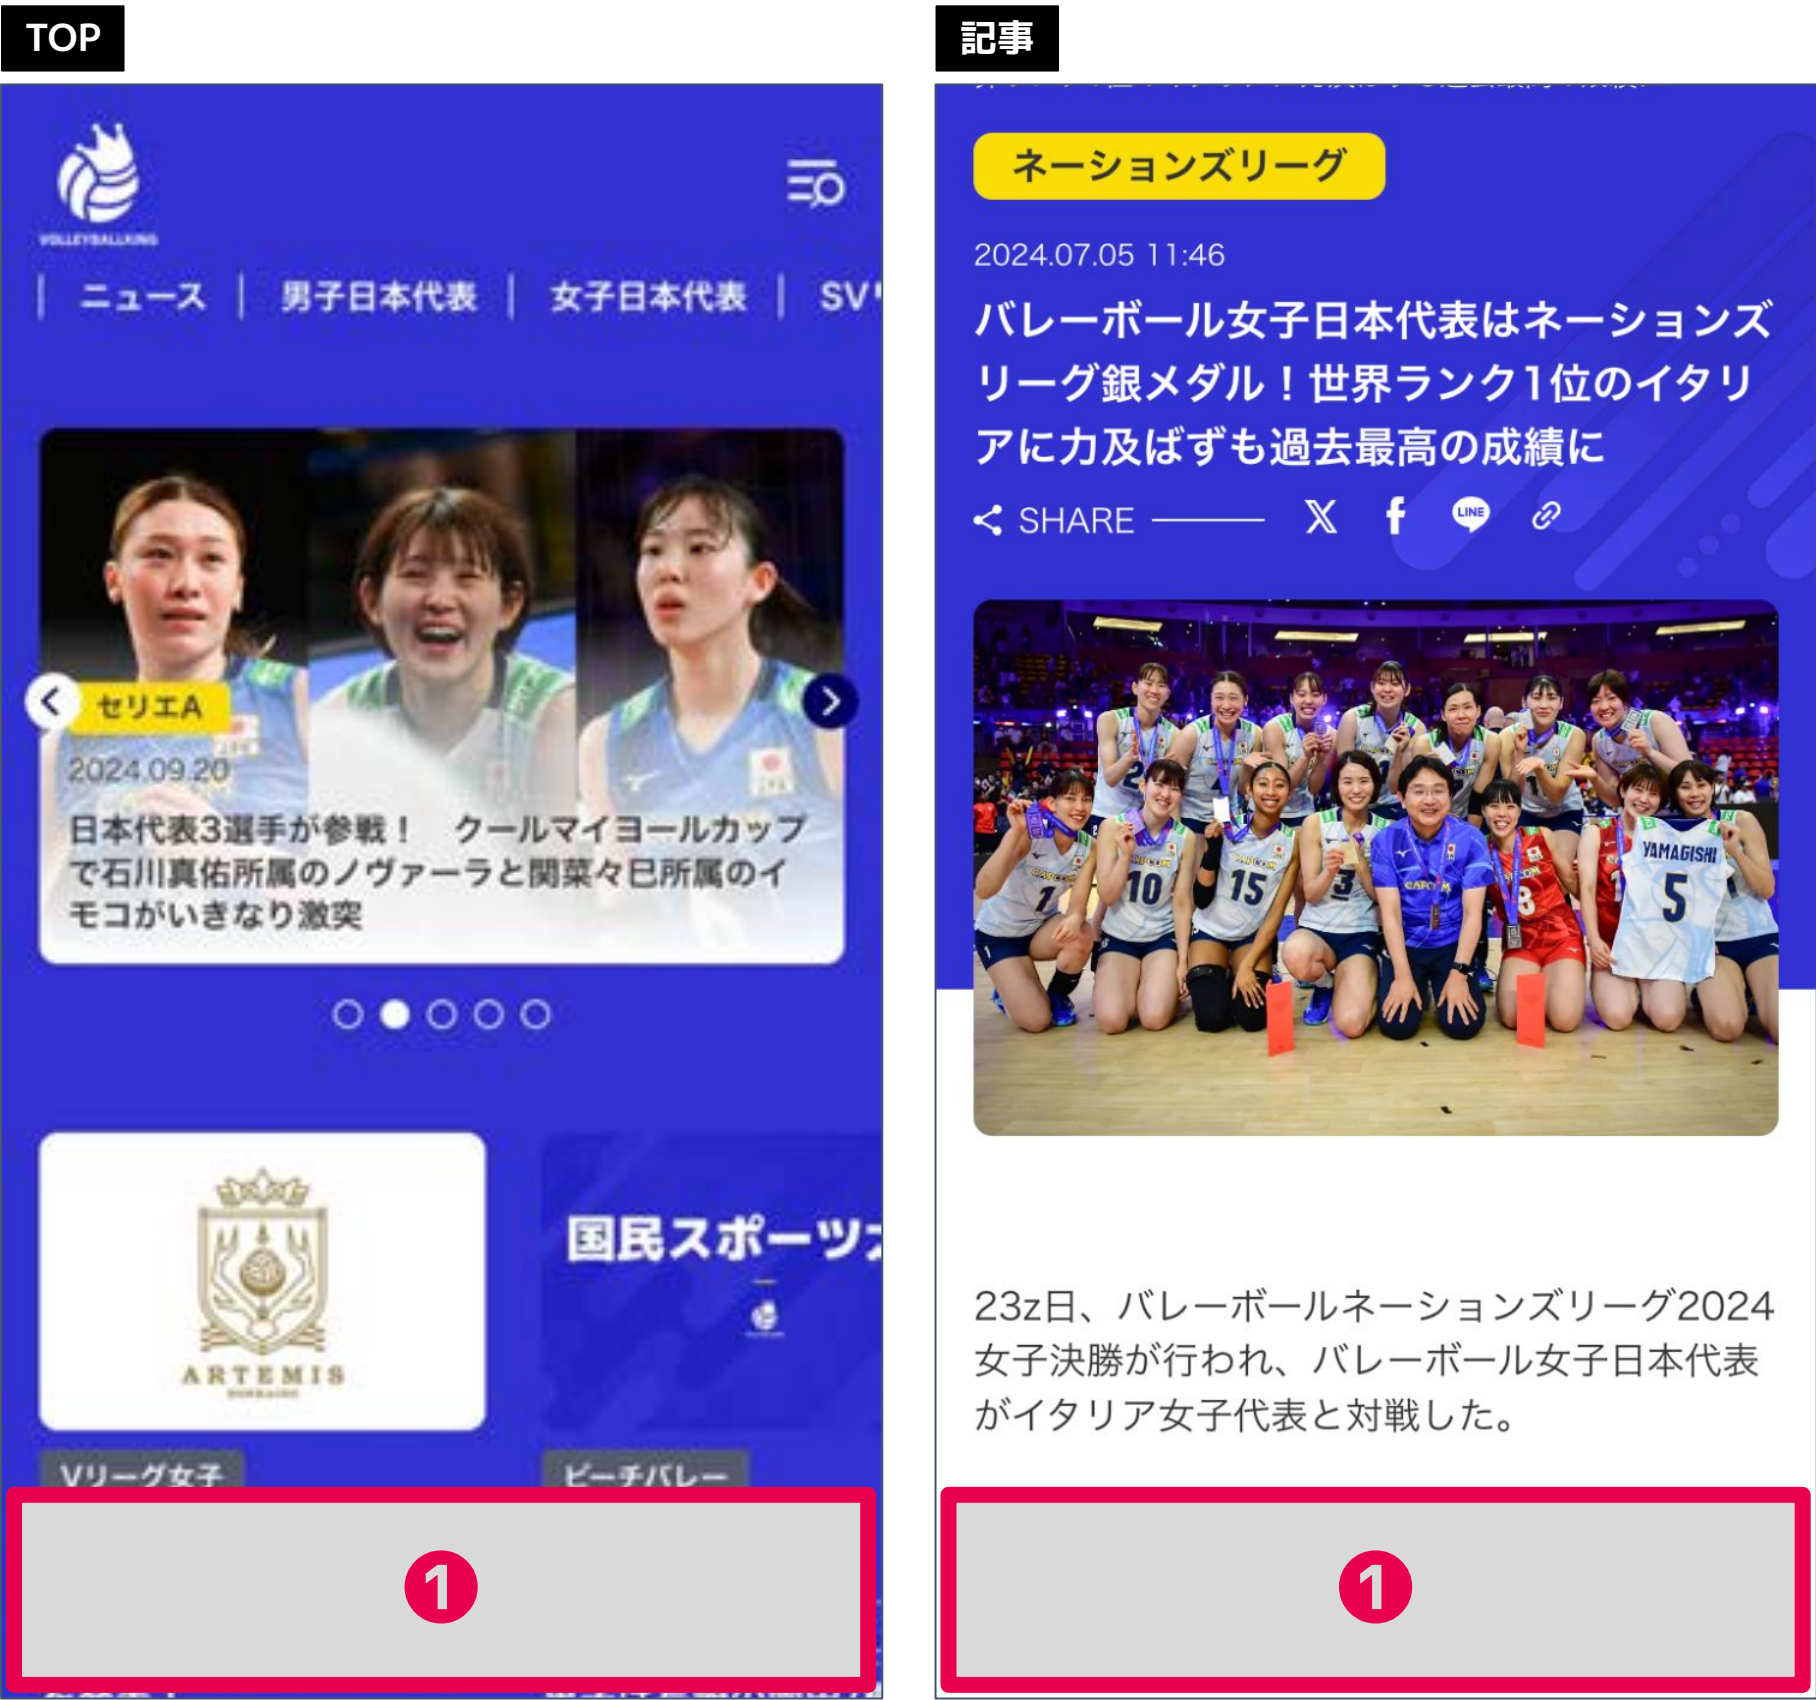 TOP
VOLLEYBALLKING
ニュース
男子日本代表
女子日本代表
SV
セリエA
2024.09.20
日本代表3選手が参戦！　クールマイヨールカップ
で石川真佑所属のノヴァーラと関菜々巳所属のイ
モコがいきなり激突
ARTEMIS
HOKKAIDO
国民スポーツ
Vリーグ女子
ビーチバレー
1
記事
ネーションズリーグ
2024.07.05 11:46
バレーボール女子日本代表はネーションズ
リーグ銀メダル！世界ランク1位のイタリ
アに力及ばずも過去最高の成績に
SHARE
X
f
LINE
YAMAGISHI
5
1
10
15
3
8
2
CAPCOM
23z日、バレーボールネーションズリーグ2024
女子決勝が行われ、バレーボール女子日本代表
がイタリア女子代表と対戦した。
1